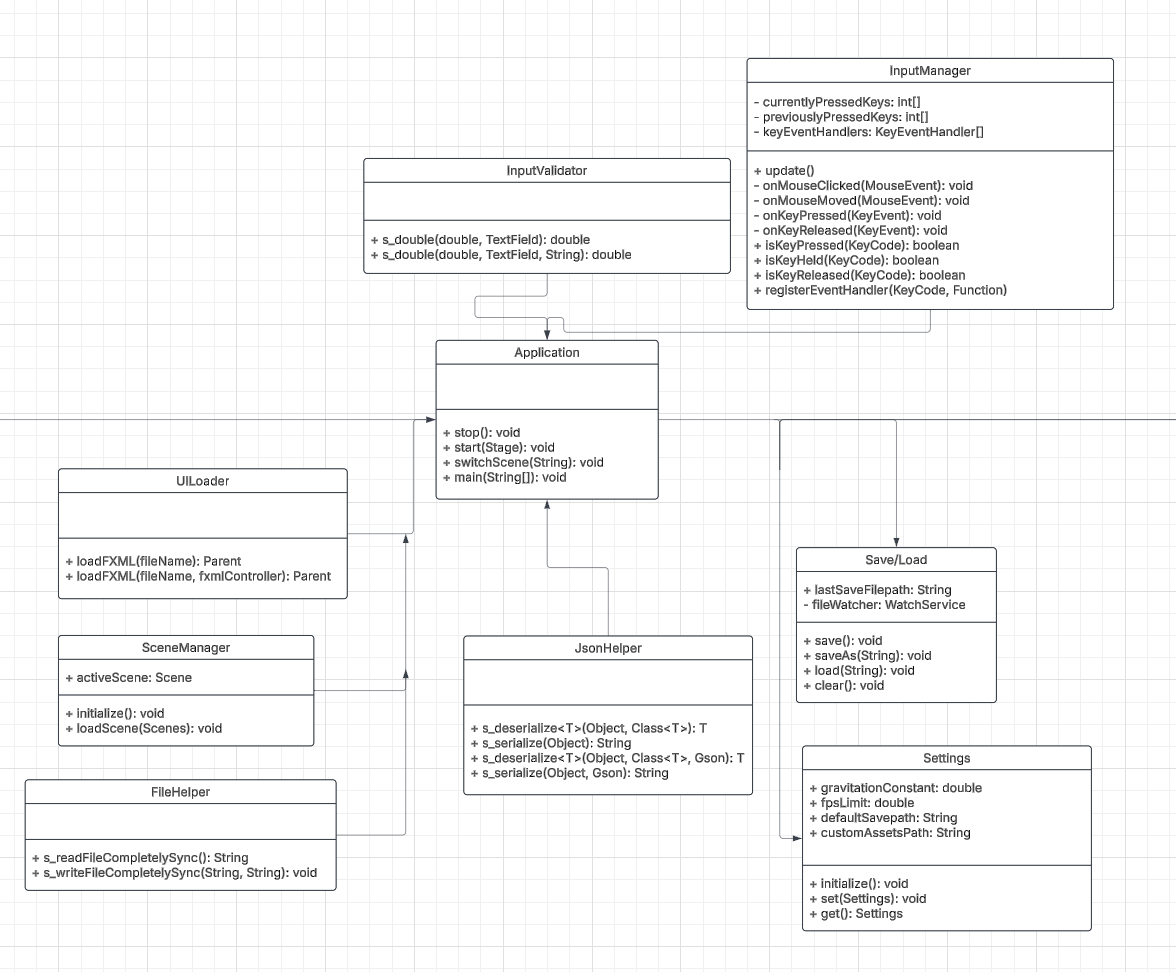 InputManager
- currentlyPressedKeys: int[]
- previouslyPressedKeys: int[]
- keyEventHandlers: KeyEventHandler[]
+ update()
- onMouseClicked(MouseEvent): void
- onMouseMoved(MouseEvent): void
- onKeyPressed(KeyEvent): void
- onKeyReleased(KeyEvent): void
+ isKeyPressed(KeyCode): boolean
+ isKeyHeld(KeyCode): boolean
+ isKeyReleased(KeyCode): boolean
+ registerEventHandler(KeyCode, Function)
InputValidator
+ s_double(double, TextField): double
+ s_double(double, TextField, String): double
Application
+ stop(): void
+ start(Stage): void
+ switchScene(String): void
+ main(String[]): void
UILoader
+ loadFXML(fileName): Parent
+ loadFXML(fileName, fxmlController): Parent
Save/Load
+ lastSaveFilepath: String
- fileWatcher: WatchService
+ save(): void
+ saveAs(String): void
+ load(String): void
+ clear(): void
SceneManager
+ activeScene: Scene
+ initialize(): void
+ loadScene(Scenes): void
JsonHelper
+ s_deserialize<T>(Object, Class<T>): T
+ s_serialize(Object): String
+ s_deserialize<T>(Object, Class<T>, Gson): T
+ s_serialize(Object, Gson): String
Settings
+ gravitationConstant: double
+ fpsLimit: double
+ defaultSavepath: String
+ customAssetsPath: String
+ initialize(): void
+ set(Settings): void
+ get(): Settings
FileHelper
+ s_readFileCompletelySync(): String
+ s_writeFileCompletelySync(String, String): void